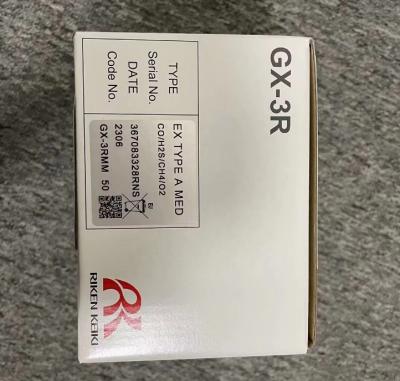 GX-3R
TYPE
EX TYPE A MED
CO/H2S/CH4/O2
Serial No.
367083328RNS
DATE
2306
Code No.
GX-3RMM 50
RK
RIKEN KEIKI